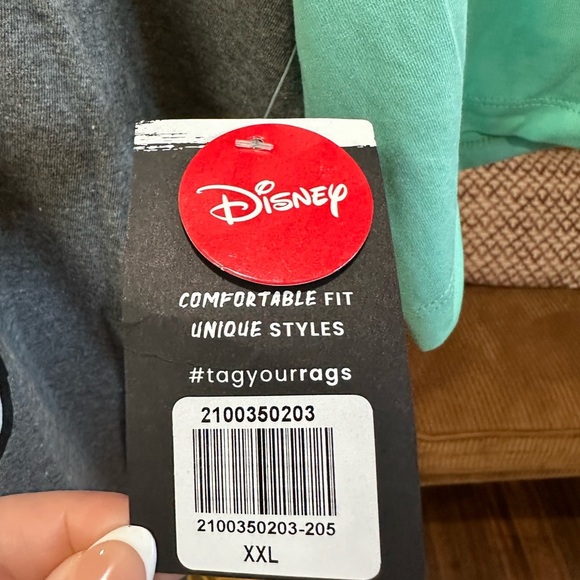 Disney
COMFORTABLE FIT
UNIQUE STYLES
#tagyourrags
2100350203
2100350203-205
XXL